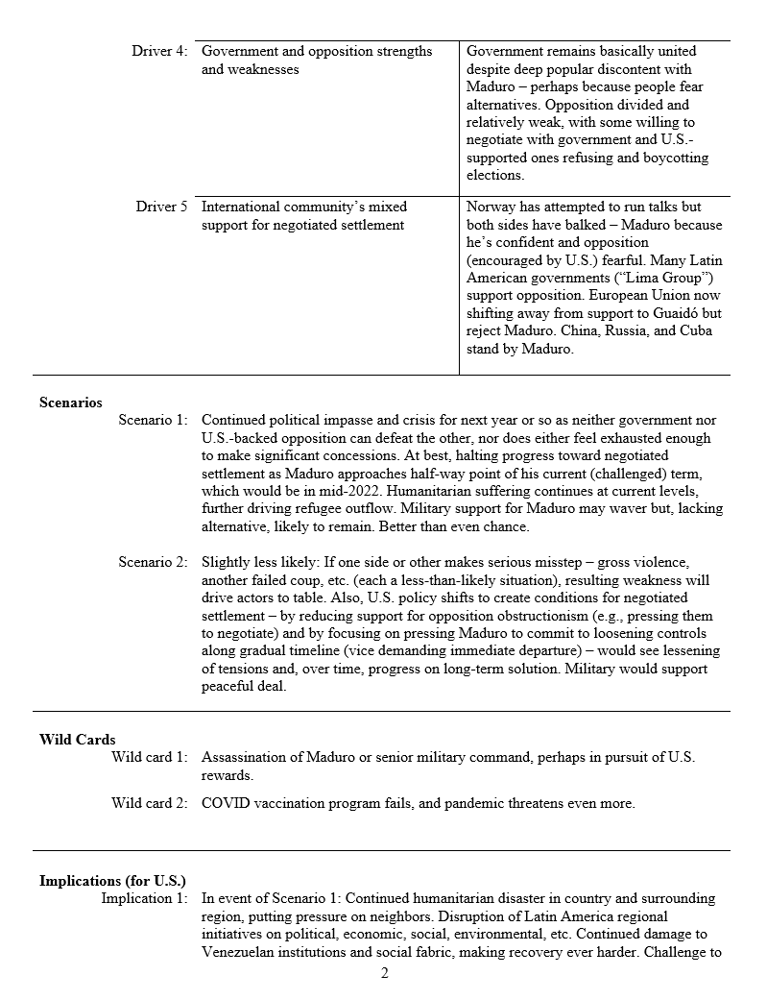 Driver 4:
Government and opposition strengths
and weaknesses
Government remains basically united
despite deep popular discontent with
Maduro – perhaps because people fear
alternatives. Opposition divided and
relatively weak, with some willing to
negotiate with government and U.S.-
supported ones refusing and boycotting
elections.
Driver 5
International community’s mixed
support for negotiated settlement
Norway has attempted to run talks but
both sides have balked – Maduro because
he’s confident and opposition
(encouraged by U.S.) fearful. Many Latin
American governments (“Lima Group”)
support opposition. European Union now
shifting away from support to Guaidó but
reject Maduro. China, Russia, and Cuba
stand by Maduro.
Scenarios
Scenario 1:
Continued political impasse and crisis for next year or so as neither government nor
U.S.-backed opposition can defeat the other, nor does either feel exhausted enough
to make significant concessions. At best, halting progress toward negotiated
settlement as Maduro approaches half-way point of his current (challenged) term,
which would be in mid-2022. Humanitarian suffering continues at current levels,
further driving refugee outflow. Military support for Maduro may waver but, lacking
alternative, likely to remain. Better than even chance.
Scenario 2:
Slightly less likely: If one side or other makes serious misstep – gross violence,
another failed coup, etc. (each a less-than-likely situation), resulting weakness will
drive actors to table. Also, U.S. policy shifts to create conditions for negotiated
settlement – by reducing support for opposition obstructionism (e.g., pressing them
to negotiate) and by focusing on pressing Maduro to commit to loosening controls
along gradual timeline (vice demanding immediate departure) – would see lessening
of tensions and, over time, progress on long-term solution. Military would support
peaceful deal.
Wild Cards
Wild card 1:
Assassination of Maduro or senior military command, perhaps in pursuit of U.S.
rewards.
Wild card 2:
COVID vaccination program fails, and pandemic threatens even more.
Implications (for U.S.)
Implication 1:
In event of Scenario 1: Continued humanitarian disaster in country and surrounding
region, putting pressure on neighbors. Disruption of Latin America regional
initiatives on political, economic, social, environmental, etc. Continued damage to
Venezuelan institutions and social fabric, making recovery ever harder. Challenge to
2